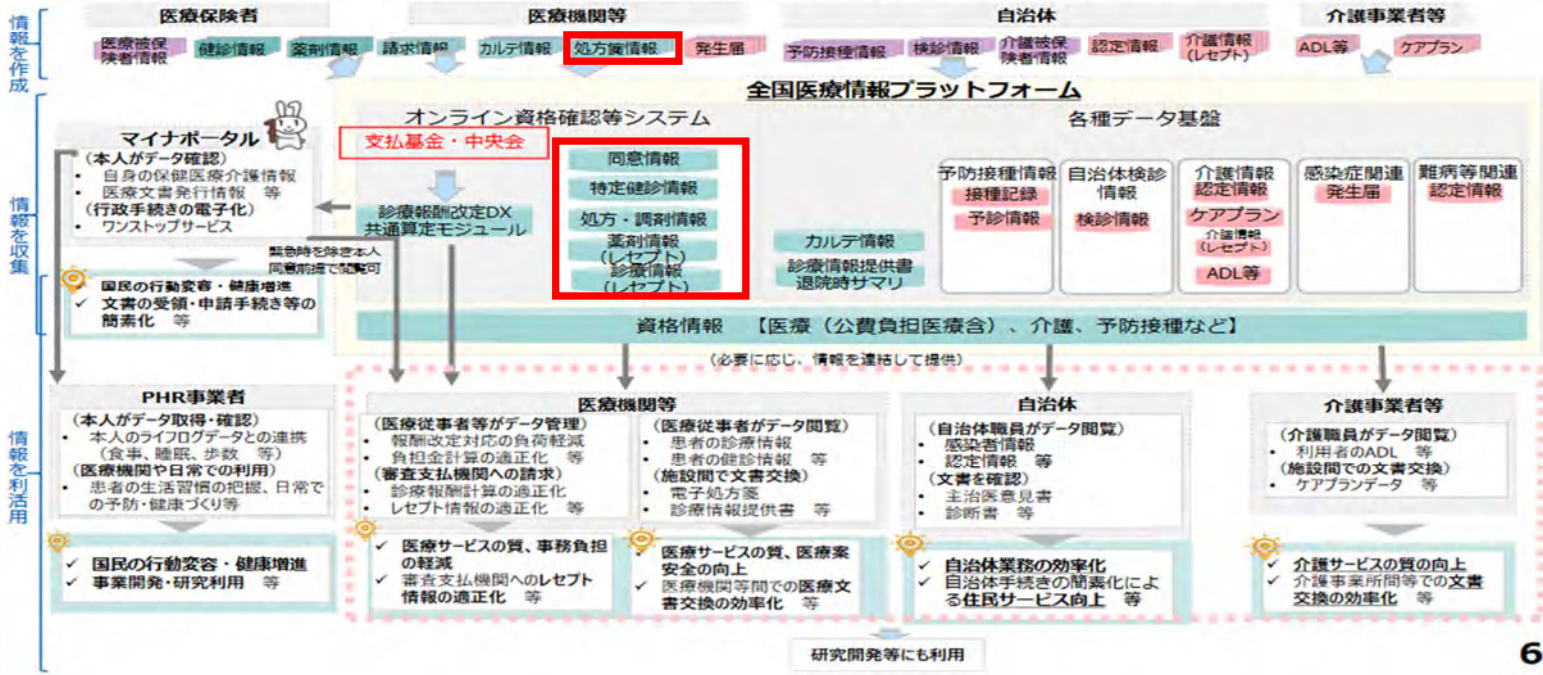 情報を作成
医療保険者
医療機関等
自治体
介護事業者等
医療被保
険者情報
健診情報
薬剤情報
請求情報
カルテ情報
処方箋情報
発生届
予防接種情報
検診情報
介護被保
険者情報
認定情報
介護情報
(レセプト)
ADL等
ケアプラン
情報を収集
全国医療情報プラットフォーム
オンライン資格確認等システム
各種データ基盤
支払基金・中央会
診療報酬改定DX
共通算定モジュール
同意情報
特定健診情報
処方・調剤情報
薬剤情報
(レセプト)
診療情報
(レセプト)
カルテ情報
診療情報提供書
退院時サマリ
予防接種情報
接種記録
予診情報
自治体検診
情報
検診情報
介護情報
認定情報
ケアプラン
介護情報
(レセプト)
ADL等
感染症関連
発生届
難病等関連
認定情報
資格情報 【医療（公費負担医療含）、介護、予防接種など】
(必要に応じ、情報を連結して提供)
マイナポータル
(本人がデータ確認)
・ 自身の保健医療介護情報
・ 医療文書発行情報 等
(行政手続きの電子化)
・ ワンストップサービス
緊急時を除き本人
同意前提で閲覧可
国民の行動変容・健康増進
✓ 文書の受領・申請手続き等の
簡素化 等
情報を利活用
PHR事業者
(本人がデータ取得・確認)
・ 本人のライフログデータとの連携
(食事、睡眠、歩数 等)
(医療機関や日常での利用)
・ 患者の生活習慣の把握、日常で
の予防・健康づくり等
✓ 国民の行動変容・健康増進
✓ 事業開発・研究利用 等
医療機関等
(医療従事者等がデータ管理)
・ 報酬改定対応の負荷軽減
・ 負担金計算の適正化 等
(審査支払機関への請求)
・ 診療報酬計算の適正化
・ レセプト情報の適正化 等
✓ 医療サービスの質、事務負担
の軽減
✓ 審査支払機関へのレセプト
情報の適正化 等
(医療従事者がデータ閲覧)
・ 患者の診療情報
・ 患者の健診情報 等
(施設間で文書交換)
・ 電子処方箋
・ 診療情報提供書 等
✓ 医療サービスの質、医療案
安全の向上
✓ 医療機関等間での医療文
書交換の効率化 等
自治体
(自治体職員がデータ閲覧)
・ 感染者情報
・ 認定情報 等
(文書を確認)
・ 主治医意見書
・ 診断書 等
✓ 自治体業務の効率化
✓ 自治体手続きの簡素化によ
る住民サービス向上 等
介護事業者等
(介護職員がデータ閲覧)
・ 利用者のADL 等
(施設間での文書交換)
・ ケアプランデータ 等
✓ 介護サービスの質の向上
✓ 介護事業所間等での文書
交換の効率化 等
研究開発等にも利用
6